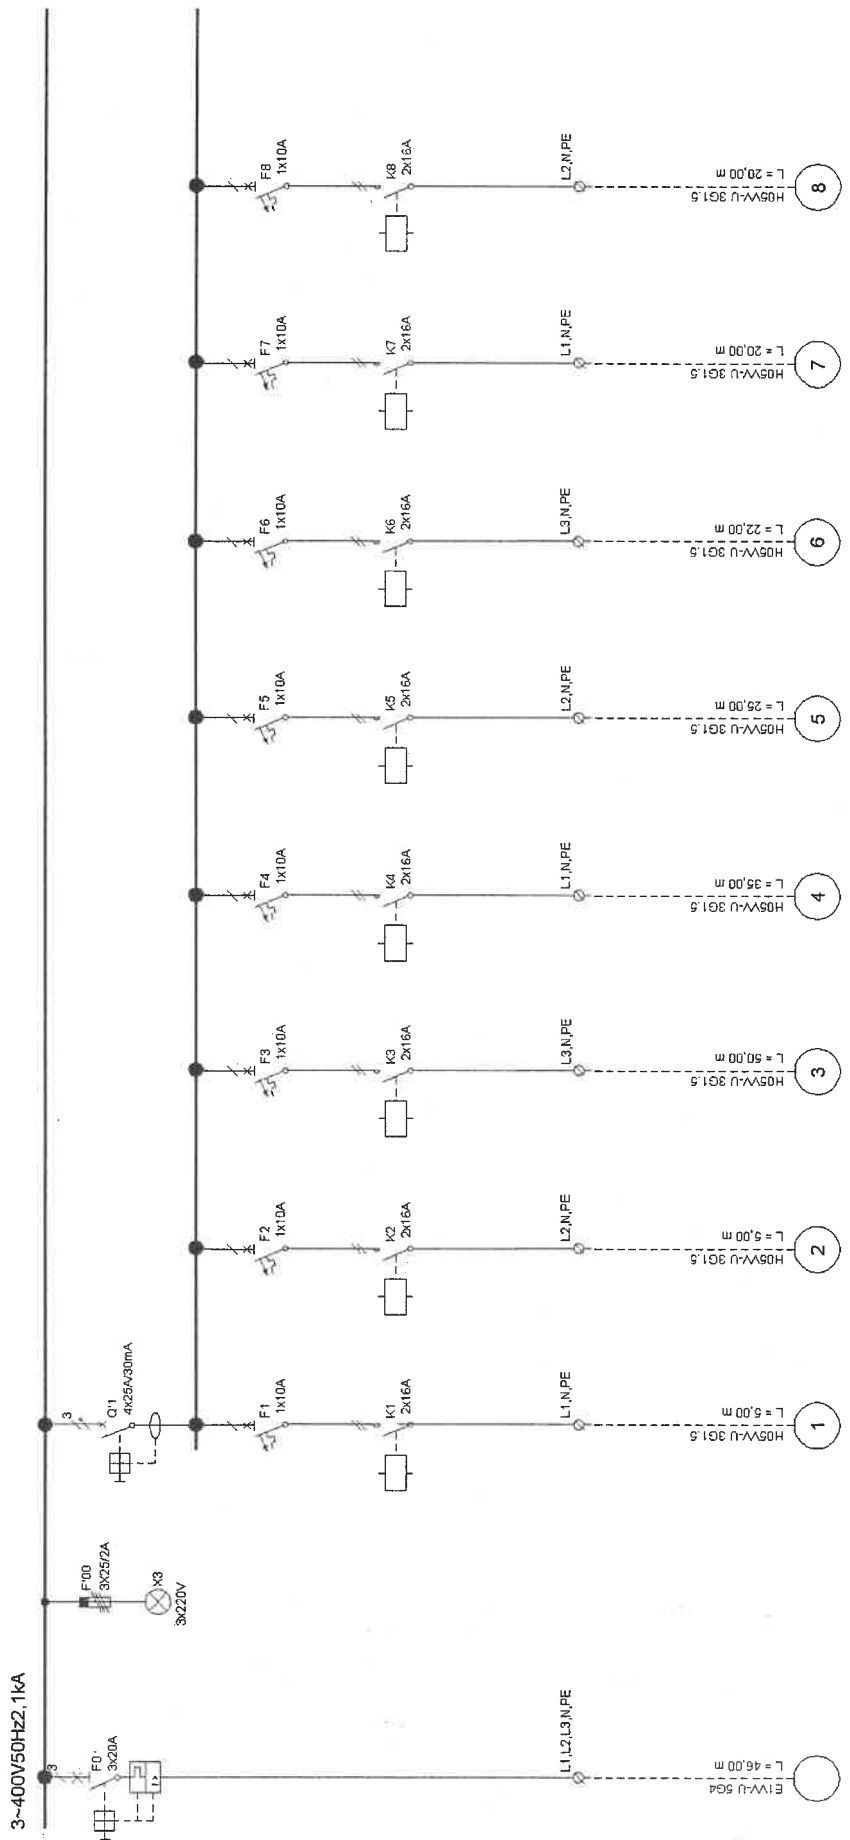 3~400V50Hz2,1kA
3
F0'
3x20A
L1,L2,L3,N,PE
E1VV-U 5G4
L = 46,00 m
F'00
3X25/2A
X3
3x220V
3
Q'1
4x25A/30mA
F1
1x10A
K1
2x16A
L1,N,PE
H05VV-U 3G1.5
L = 5,00 m
1
F2
1x10A
K2
2x16A
L2,N,PE
H05VV-U 3G1.5
L = 5,00 m
2
F3
1x10A
K3
2x16A
L3,N,PE
H05VV-U 3G1.5
L = 50,00 m
3
F4
1x10A
K4
2x16A
L1,N,PE
H05VV-U 3G1.5
L = 35,00 m
4
F5
1x10A
K5
2x16A
L2,N,PE
H05VV-U 3G1.5
L = 25,00 m
5
F6
1x10A
K6
2x16A
L3,N,PE
H05VV-U 3G1.5
L = 22,00 m
6
F7
1x10A
K7
2x16A
L1,N,PE
H05VV-U 3G1.5
L = 20,00 m
7
F8
1x10A
K8
2x16A
L2,N,PE
H05VV-U 3G1.5
L = 20,00 m
8